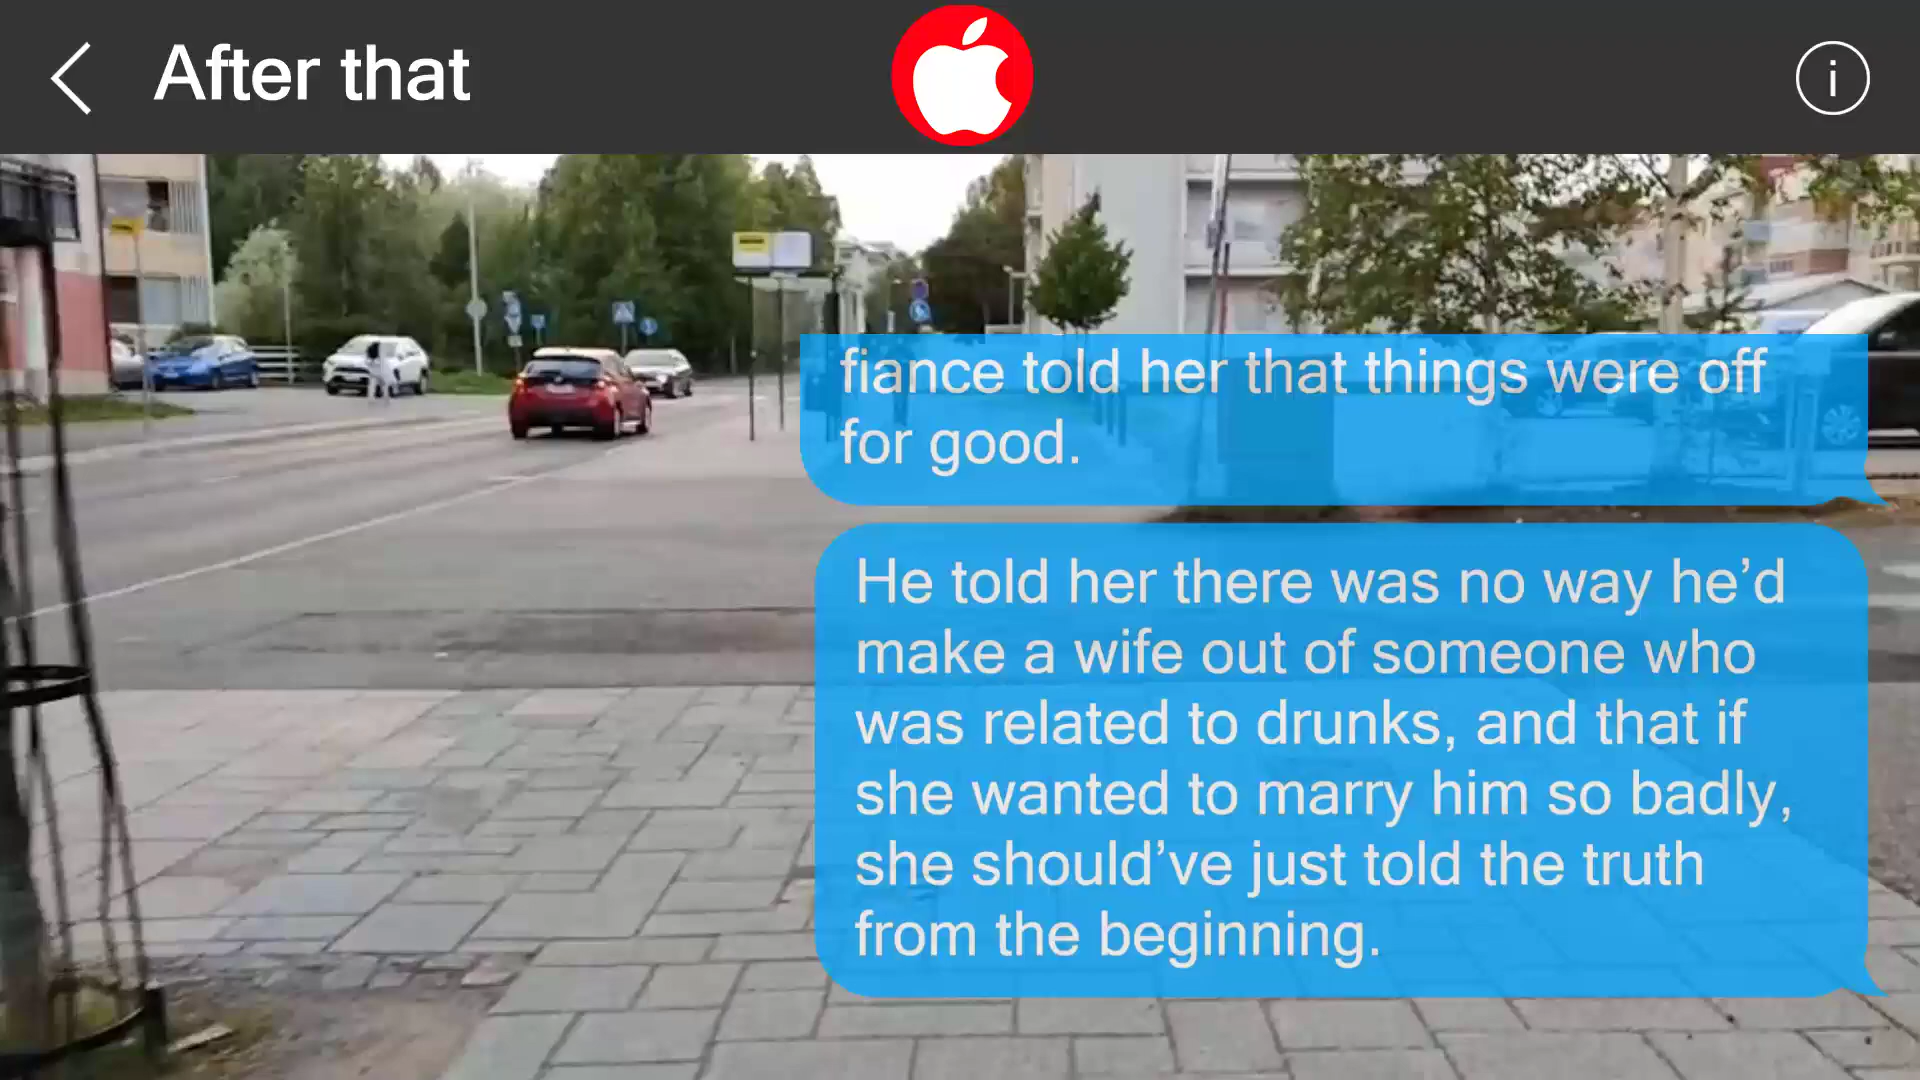 After that
fiance told her that things were off
for good.
He told her there was no way he’d
make a wife out of someone who
was related to drunks, and that if
she wanted to marry him so badly,
she should’ve just told the truth
from the beginning.